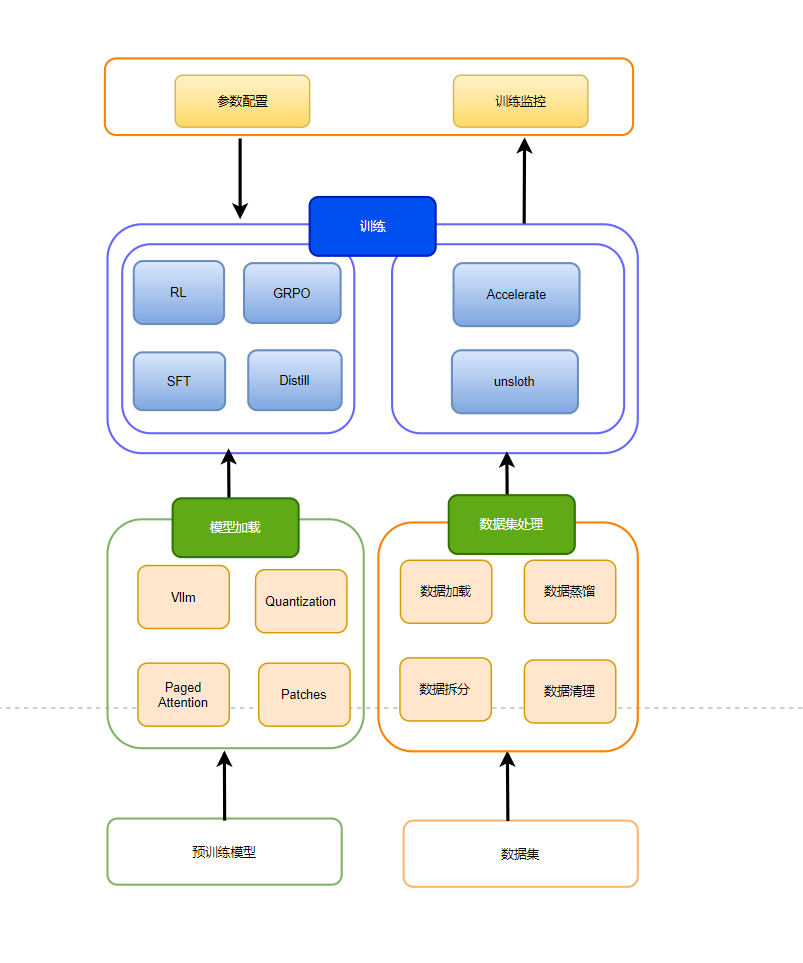 参数配置
训练监控
训练
RL
GRPO
SFT
Distill
Accelerate
unsloth
模型加载
Vllm
Quantization
Paged
Attention
Patches
数据集处理
数据加载
数据蒸馏
数据拆分
数据清理
预训练模型
数据集